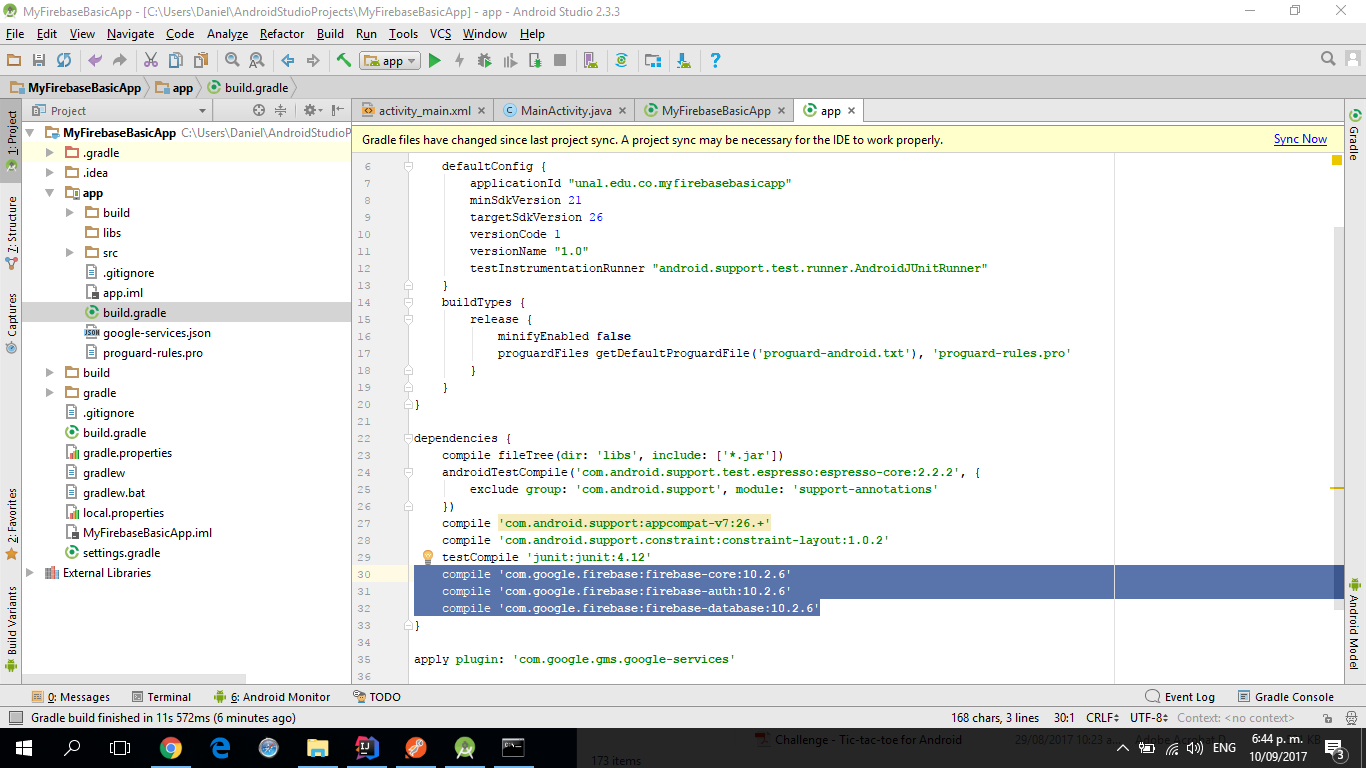 MyFirebaseBasicApp - [C:\Users\Daniel\AndroidStudioProjects\MyFirebaseBasicApp] - app - Android Studio 2.3.3
File Edit View Navigate Code Analyze Refactor Build Run Tools VCS Window Help
app
MyFirebaseBasicApp app build.gradle
Project
activity_main.xml MainActivity.java MyFirebaseBasicApp app
1: Project
7: Structure
Captures
2: Favorites
Build Variants
MyFirebaseBasicApp C:\Users\Daniel\AndroidStudioP
.gradle
.idea
app
build
libs
src
.gitignore
app.iml
build.gradle
google-services.json
proguard-rules.pro
build
gradle
.gitignore
build.gradle
gradle.properties
gradlew
gradlew.bat
local.properties
MyFirebaseBasicApp.iml
settings.gradle
External Libraries
Gradle files have changed since last project sync. A project sync may be necessary for the IDE to work properly. Sync Now
6 defaultConfig {
7 applicationId "unal.edu.co.myfirebasebasicapp"
8 minSdkVersion 21
9 targetSdkVersion 26
10 versionCode 1
11 versionName "1.0"
12 testInstrumentationRunner "android.support.test.runner.AndroidJUnitRunner"
13 }
14 buildTypes {
15 release {
16 minifyEnabled false
17 proguardFiles getDefaultProguardFile('proguard-android.txt'), 'proguard-rules.pro'
18 }
19 }
20 }
21
22 dependencies {
23 compile fileTree(dir: 'libs', include: ['*.jar'])
24 androidTestCompile('com.android.support.test.espresso:espresso-core:2.2.2', {
25 exclude group: 'com.android.support', module: 'support-annotations'
26 })
27 compile 'com.android.support:appcompat-v7:26.+'
28 compile 'com.android.support.constraint:constraint-layout:1.0.2'
29 testCompile 'junit:junit:4.12'
30 compile 'com.google.firebase:firebase-core:10.2.6'
31 compile 'com.google.firebase:firebase-auth:10.2.6'
32 compile 'com.google.firebase:firebase-database:10.2.6'
33 }
34
35 apply plugin: 'com.google.gms.google-services'
36
Gradle
Android Model
0: Messages Terminal 6: Android Monitor TODO Event Log Gradle Console
Gradle build finished in 11s 572ms (6 minutes ago) 168 chars, 3 lines 30:1 CRLF UTF-8 Context: <no context>
Challenge - Tic-tac-toe for Android 29/08/2017 10:23 a... Adobe Acrobat D... KB
173 items
ENG 6:44 p. m.
10/09/2017
3